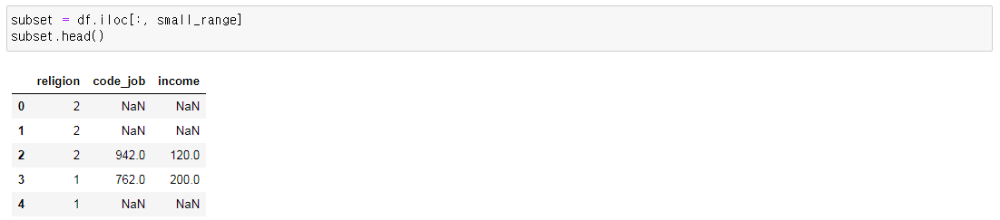 subset = df.iloc[:, small_range]
subset.head()
religion code_job income
0 2 NaN NaN
1 2 NaN NaN
2 2 942.0 120.0
3 1 762.0 200.0
4 1 NaN NaN